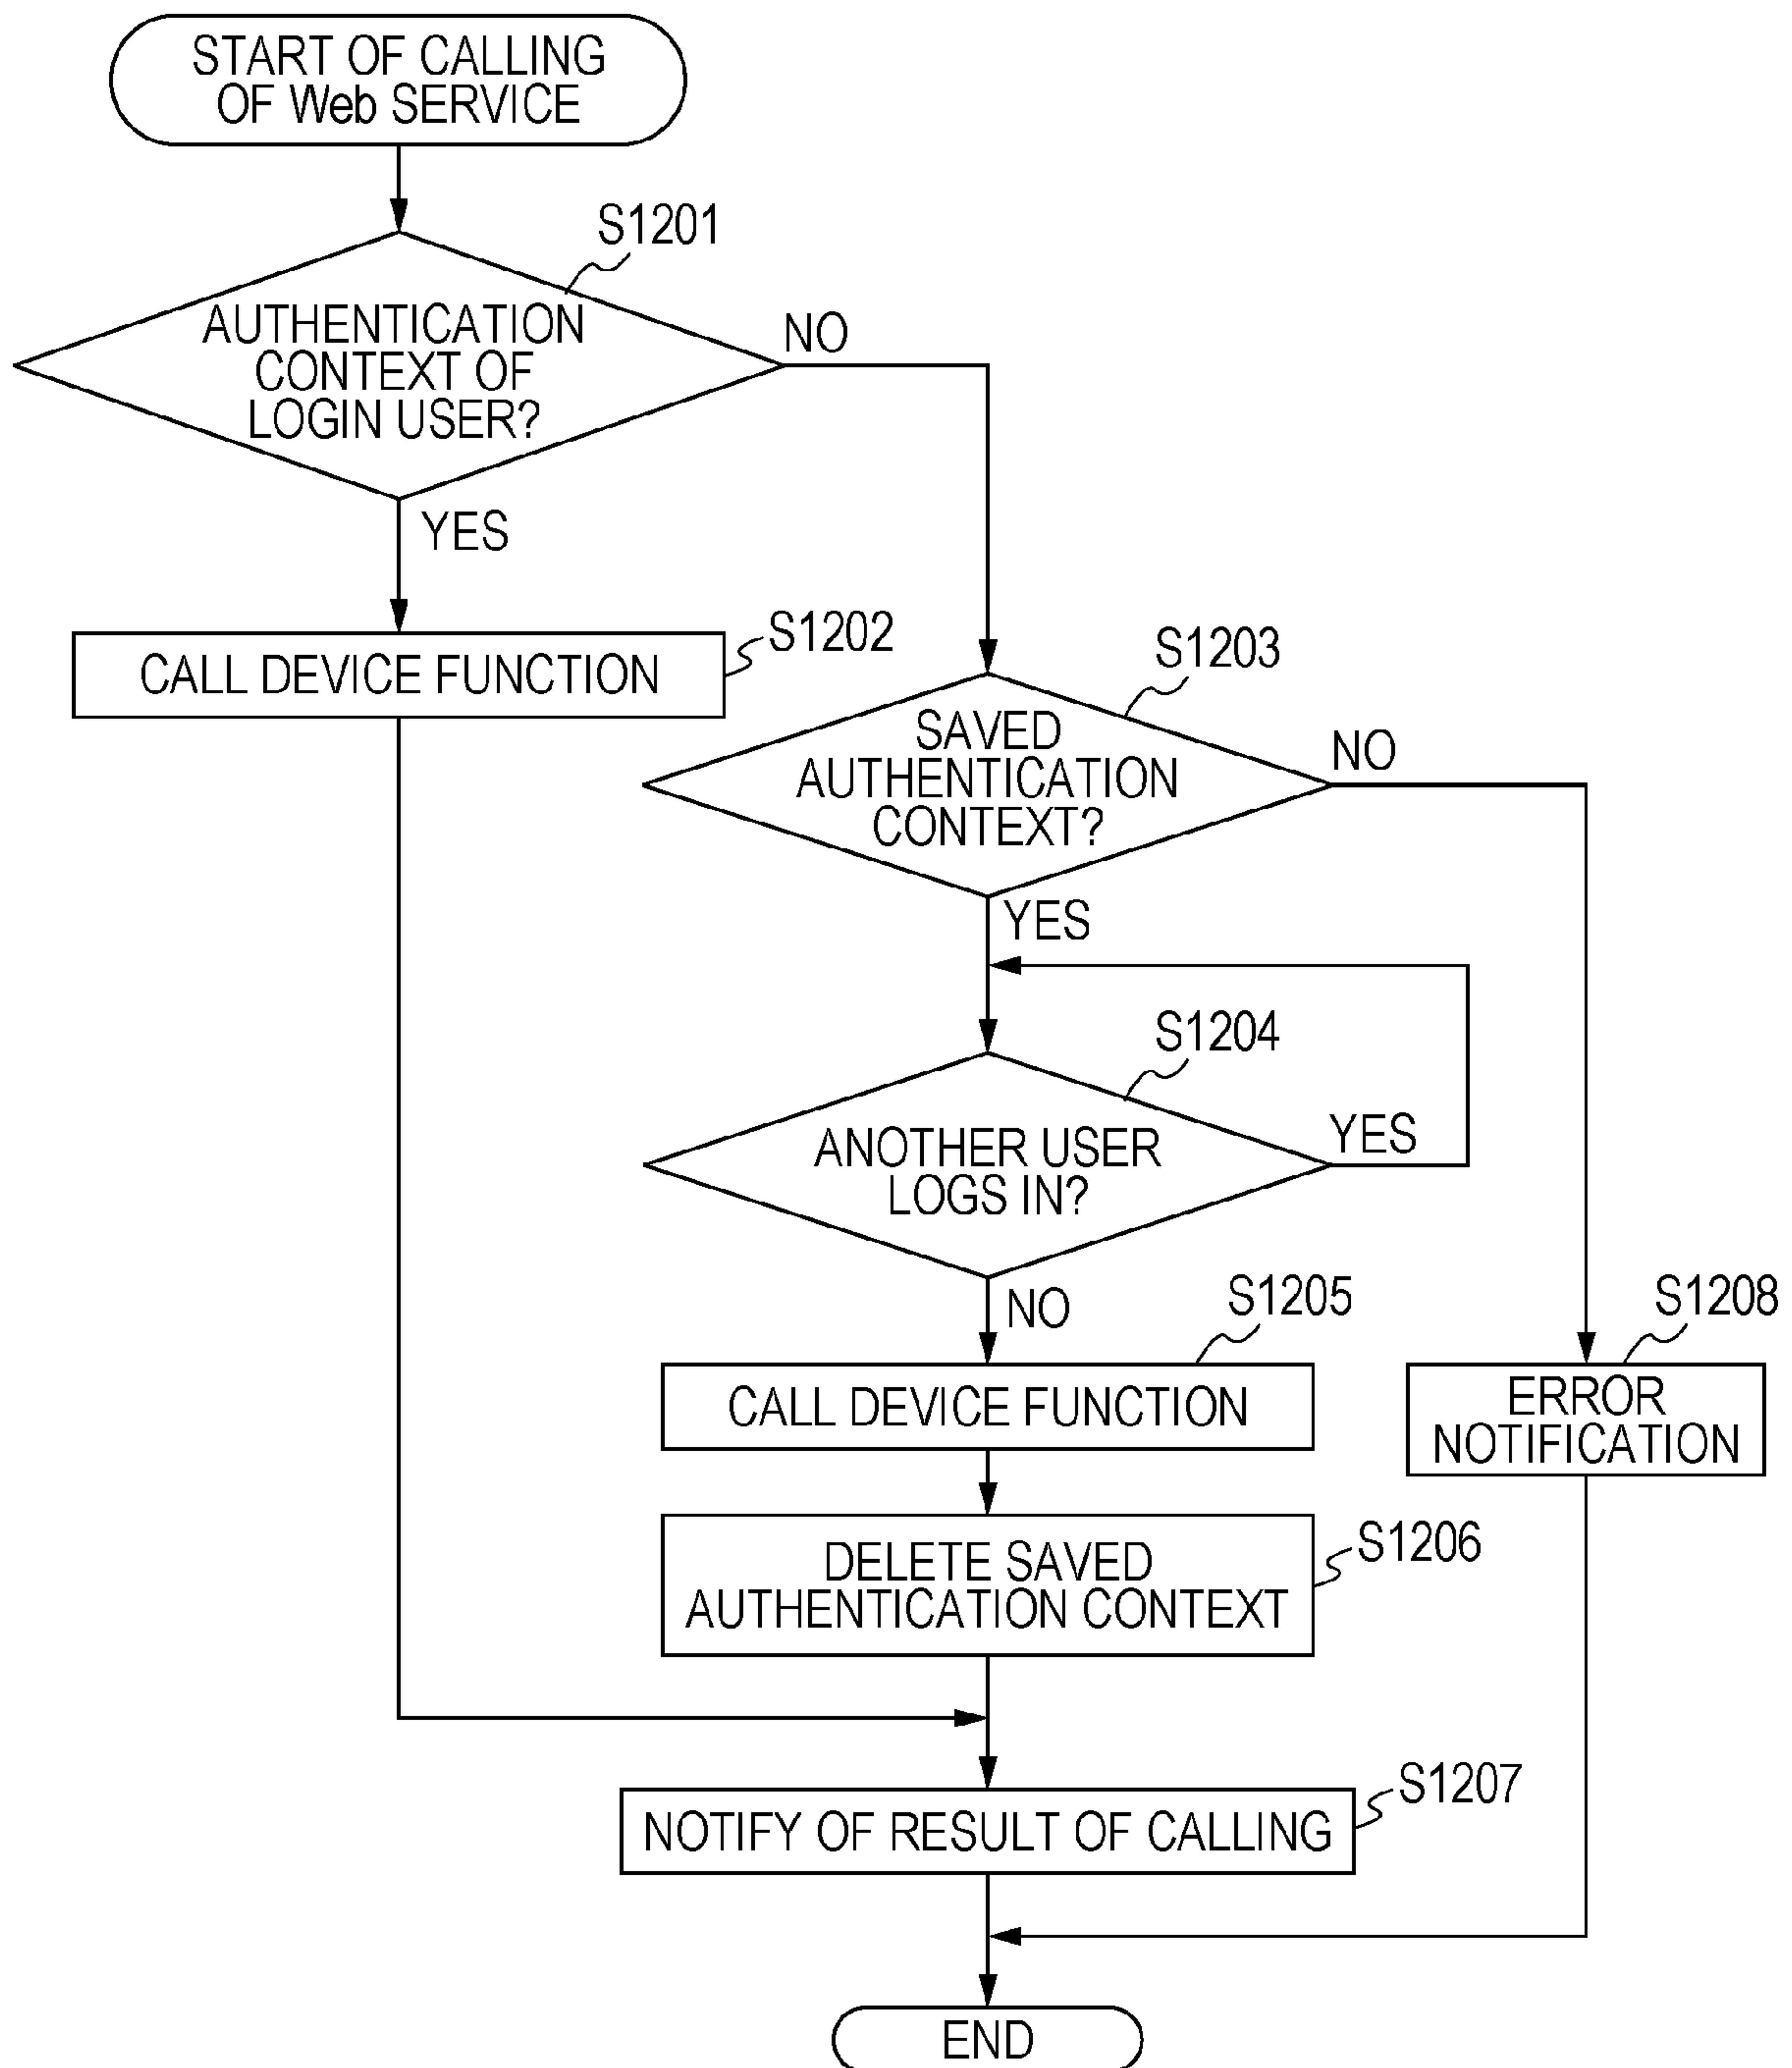 START OF CALLING
OF Web SERVICE
S1201
AUTHENTICATION
CONTEXT OF
LOGIN USER?
NO
YES
S1202
CALL DEVICE FUNCTION
S1203
SAVED
AUTHENTICATION
CONTEXT?
NO
YES
S1204
ANOTHER USER
LOGS IN?
YES
NO
S1205
CALL DEVICE FUNCTION
S1208
ERROR
NOTIFICATION
S1206
DELETE SAVED
AUTHENTICATION CONTEXT
S1207
NOTIFY OF RESULT OF CALLING
END